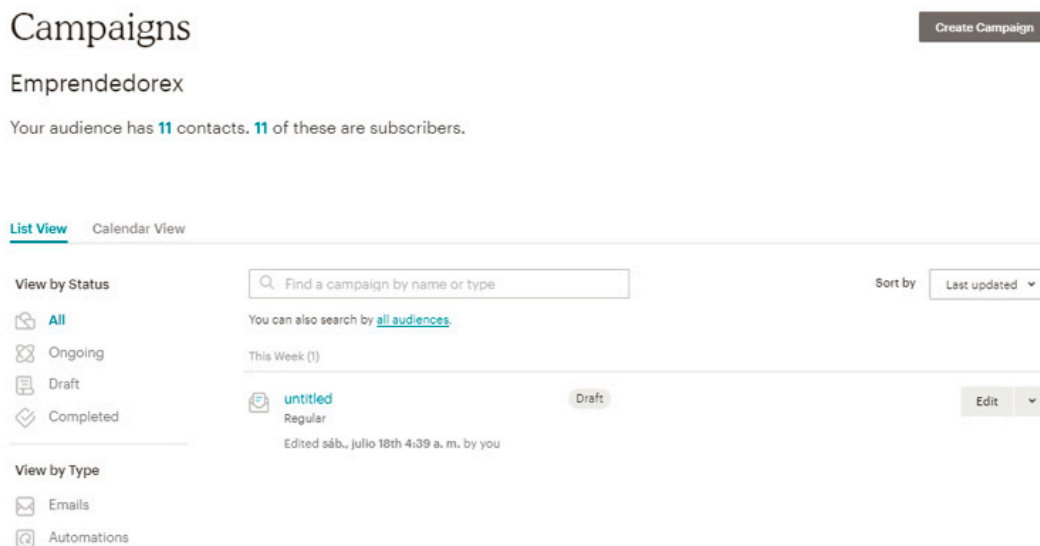 Campaigns
Create Campaign
Emprendedorex
Your audience has 11 contacts. 11 of these are subscribers.
List View
Calendar View
View by Status
All
Ongoing
Draft
Completed
View by Type
Emails
Automations
Find a campaign by name or type
Sort by
Last updated
You can also search by all audiences.
This Week (1)
untitled
Draft
Edit
Regular
Edited sáb., julio 18th 4:39 a. m. by you